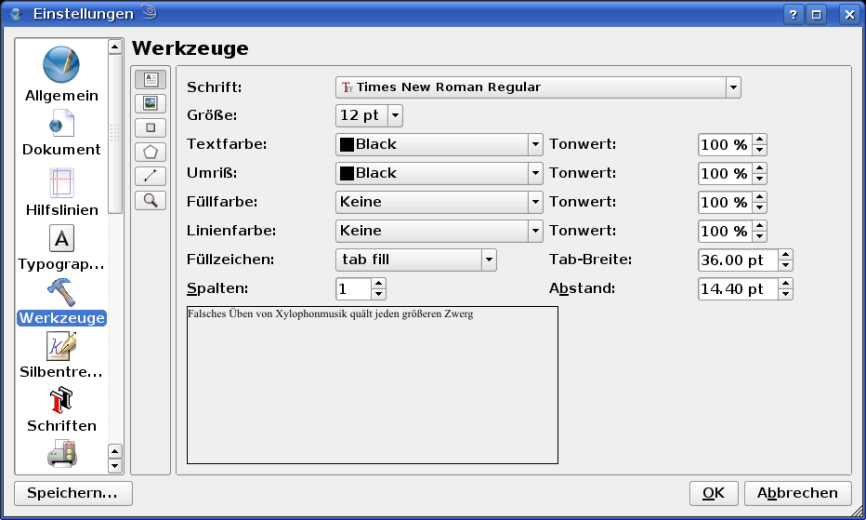 Einstellungen
Werkzeuge
Allgemein
Dokument
Hilfslinien
A
Typograp...
Werkzeuge
Silbentre...
Schriften
Schrift: Times New Roman Regular
Größe: 12 pt
Textfarbe: Black Tonwert: 100 %
Umriß: Black Tonwert: 100 %
Füllfarbe: Keine Tonwert: 100 %
Linienfarbe: Keine Tonwert: 100 %
Füllzeichen: tab fill Tab-Breite: 36.00 pt
Spalten: 1 Abstand: 14.40 pt
Falsches Üben von Xylophonmusik quält jeden größeren Zwerg
Speichern... OK Abbrechen